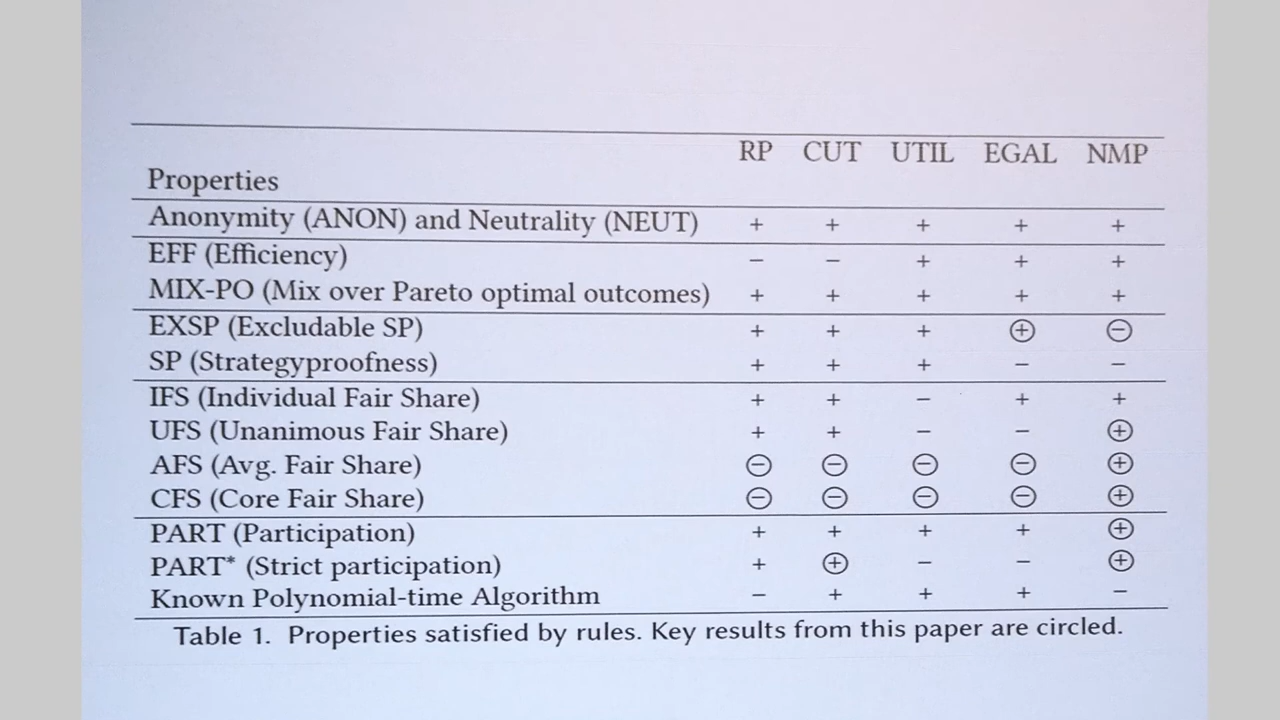 RP CUT UTIL EGAL NMP
Properties
Anonymity (ANON) and Neutrality (NEUT) + + + + +
EFF (Efficiency) − − + + +
MIX-PO (Mix over Pareto optimal outcomes) + + + + +
EXSP (Excludable SP) + + + ⊕ ⊖
SP (Strategyproofness) + + + − −
IFS (Individual Fair Share) + + − + +
UFS (Unanimous Fair Share) + + − − ⊕
AFS (Avg. Fair Share) ⊖ ⊖ ⊖ ⊖ ⊕
CFS (Core Fair Share) ⊖ ⊖ ⊖ ⊖ ⊕
PART (Participation) + + + + ⊕
PART* (Strict participation) + ⊕ − − ⊕
Known Polynomial-time Algorithm − + + + −
Table 1. Properties satisfied by rules. Key results from this paper are circled.